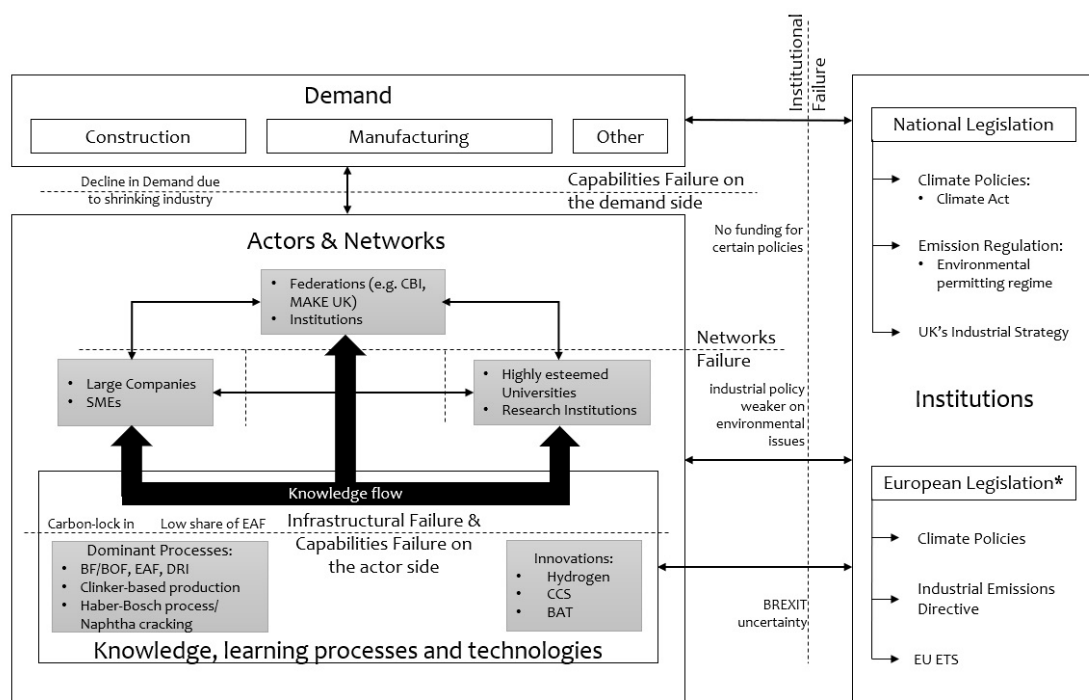 Institutional
Failure
Demand
Construction
Manufacturing
Other
Decline in Demand due
to shrinking industry
Capabilities Failure on
the demand side
Actors & Networks
• Federations (e.g. CBI,
MAKE UK)
• Institutions
Networks
Failure
• Large Companies
• SMEs
• Highly esteemed
Universities
• Research Institutions
Knowledge flow
Carbon-lock in
Low share of EAF
Infrastructural Failure &
Capabilities Failure on
the actor side
Dominant Processes:
• BF/BOF, EAF, DRI
• Clinker-based production
• Haber-Bosch process/
Naphtha cracking
Innovations:
• Hydrogen
• CCS
• BAT
Knowledge, learning processes and technologies
No funding for
certain policies
industrial policy
weaker on
environmental
issues
BREXIT
uncertainty
National Legislation
Climate Policies:
• Climate Act
Emission Regulation:
• Environmental
permitting regime
UK's Industrial Strategy
Institutions
European Legislation*
Climate Policies
Industrial Emissions
Directive
EU ETS